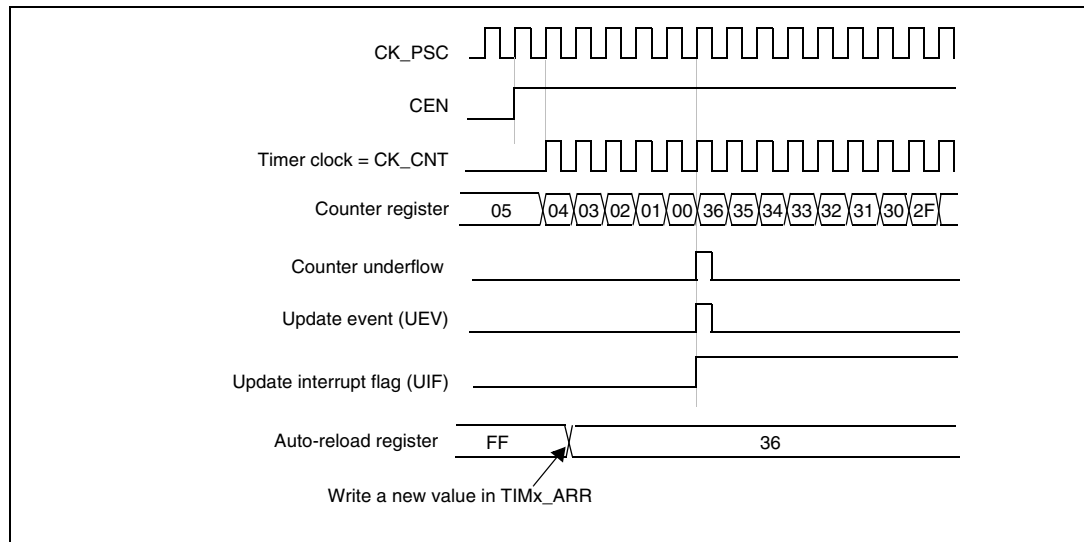 CK_PSC
CEN
Timer clock = CK_CNT
Counter register 05 04 03 02 01 00 36 35 34 33 32 31 30 2F
Counter underflow
Update event (UEV)
Update interrupt flag (UIF)
Auto-reload register FF 36
Write a new value in TIMx_ARR